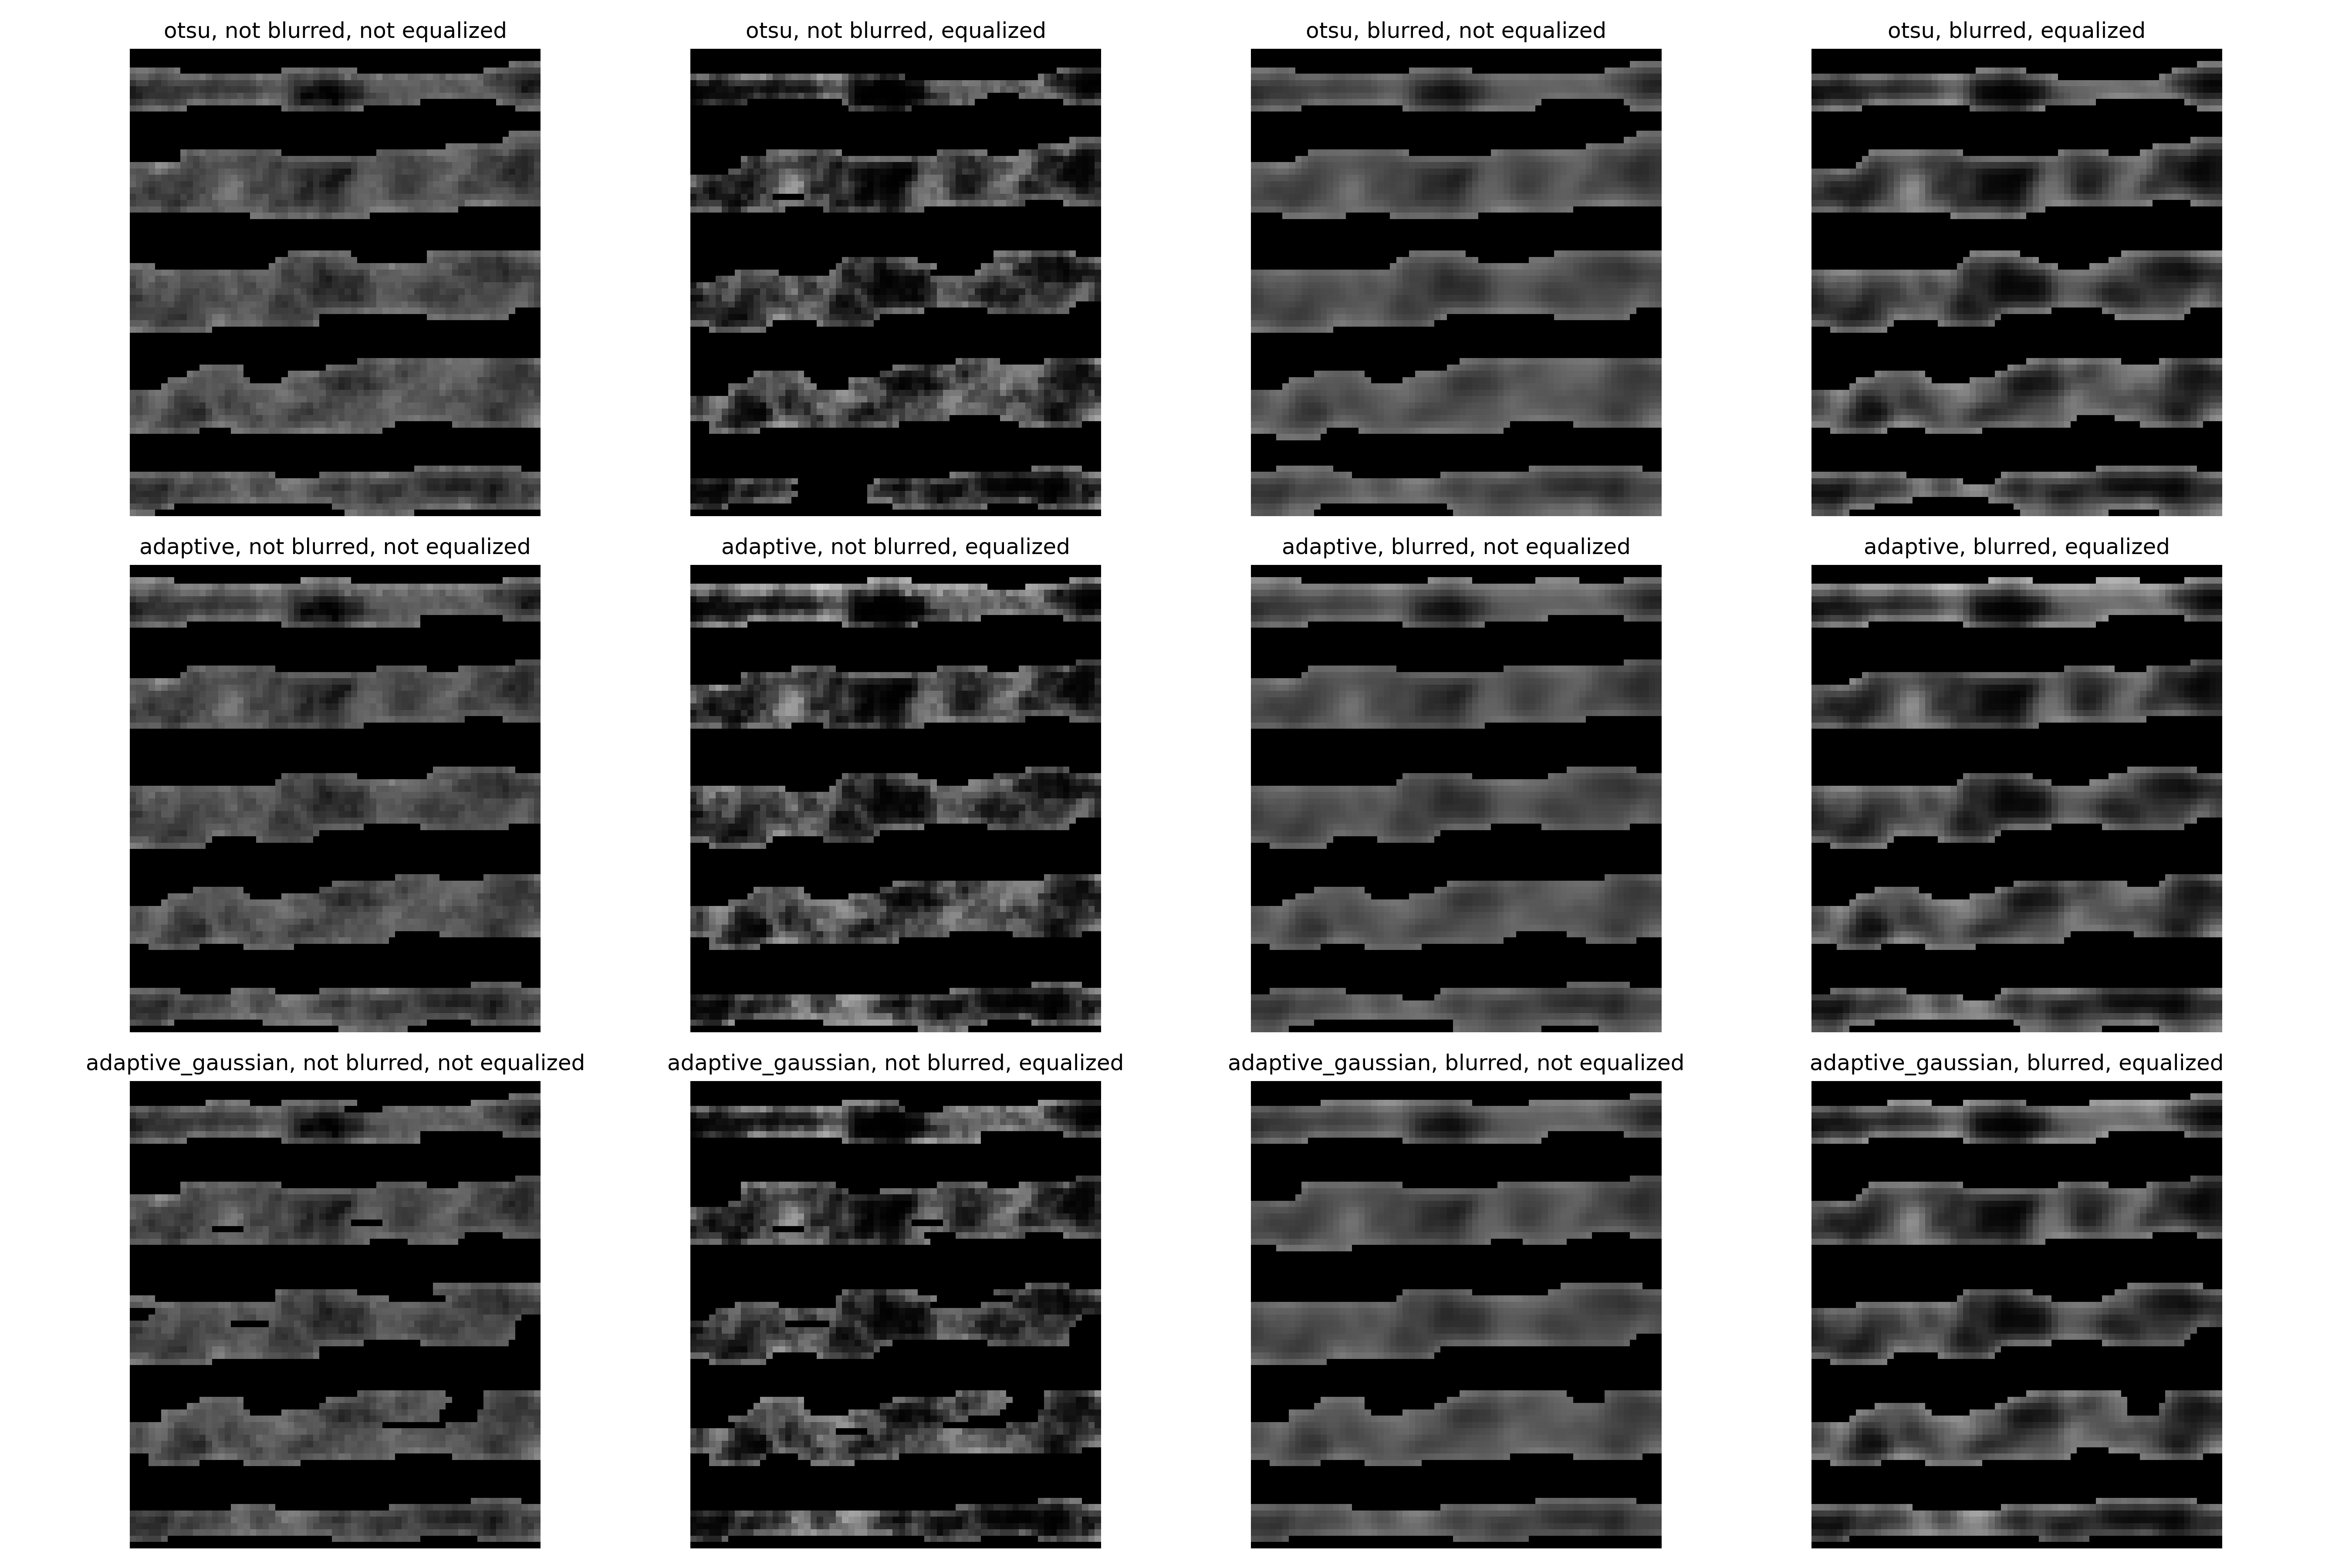 otsu, not blurred, not equalized
otsu, not blurred, equalized
otsu, blurred, not equalized
otsu, blurred, equalized
adaptive, not blurred, not equalized
adaptive, not blurred, equalized
adaptive, blurred, not equalized
adaptive, blurred, equalized
adaptive_gaussian, not blurred, not equalized
adaptive_gaussian, not blurred, equalized
adaptive_gaussian, blurred, not equalized
adaptive_gaussian, blurred, equalized